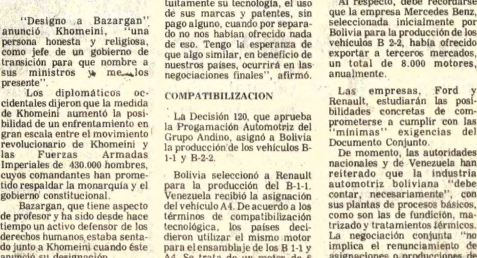 "Designo a Bazargan"
anunció Khomeini, "una
persona honesta y religiosa,
como jefe de un gobierno de
transición para que nombre a
sus ministros y me los
presente".
Los diplomáticos oc-
cidentales dijeron que la medida
de Khomeini aumentó la posi-
bilidad de un enfrentamiento en
gran escala entre el movimiento
revolucionario de Khomeini y
las Fuerzas Armadas
Imperiales de 430.000 hombres,
cuyos comandantes han prome-
tido respaldar la monarquía y el
gobierno constitucional.
Bazargan, que tiene aspecto
de profesor y ha sido desde hace
tiempo un activo defensor de los
derechos humanos, estaba senta-
do junto a Khomeini cuando éste
anunció su designación.
tuitamente su tecnología, el uso
de sus marcas y patentes, sin
pago alguno, cuando por separa-
do no nos habían ofrecido nada
de eso. Tengo la esperanza de
que algo similar, en beneficio de
nuestros países, ocurrirá en las
negociaciones finales", afirmó.
COMPATIBILIZACION
La Decisión 120, que aprueba
la Progamación Automotriz del
Grupo Andino, asignó a Bolivia
la producción de los vehículos B-
1-1 y B-2-2.
Bolivia seleccionó a Renault
para la producción del B-1-1.
Venezuela recibió la asignación
del vehículo A4. De acuerdo a los
términos de compatibilización
tecnológica, los países deci-
dieron utilizar el mismo motor
para el ensamblaje de los B 1-1 y
A4. Se trata de un motor de 6
Al respecto, debe recordarse
que la empresa Mercedes Benz,
seleccionada inicialmente por
Bolivia para la producción de los
vehículos B 2-2, había ofrecido
exportar a terceros mercados,
un total de 8.000 motores,
anualmente.
Las empresas, Ford y
Renault, estudiarán las posi-
bilidades concretas de com-
prometerse a cumplir con las
"mínimas" exigencias del
Documento Conjunto.
De momento, las autoridades
nacionales y de Venezuela han
reiterado que la industria
automotriz boliviana "debe
contar, necesariamente", con
sus plantas de procesos básicos,
como son las de fundición, ma-
trizado y tratamientos térmicos.
La negociación conjunta "no
implica el renunciamiento de
asignaciones o producciones de